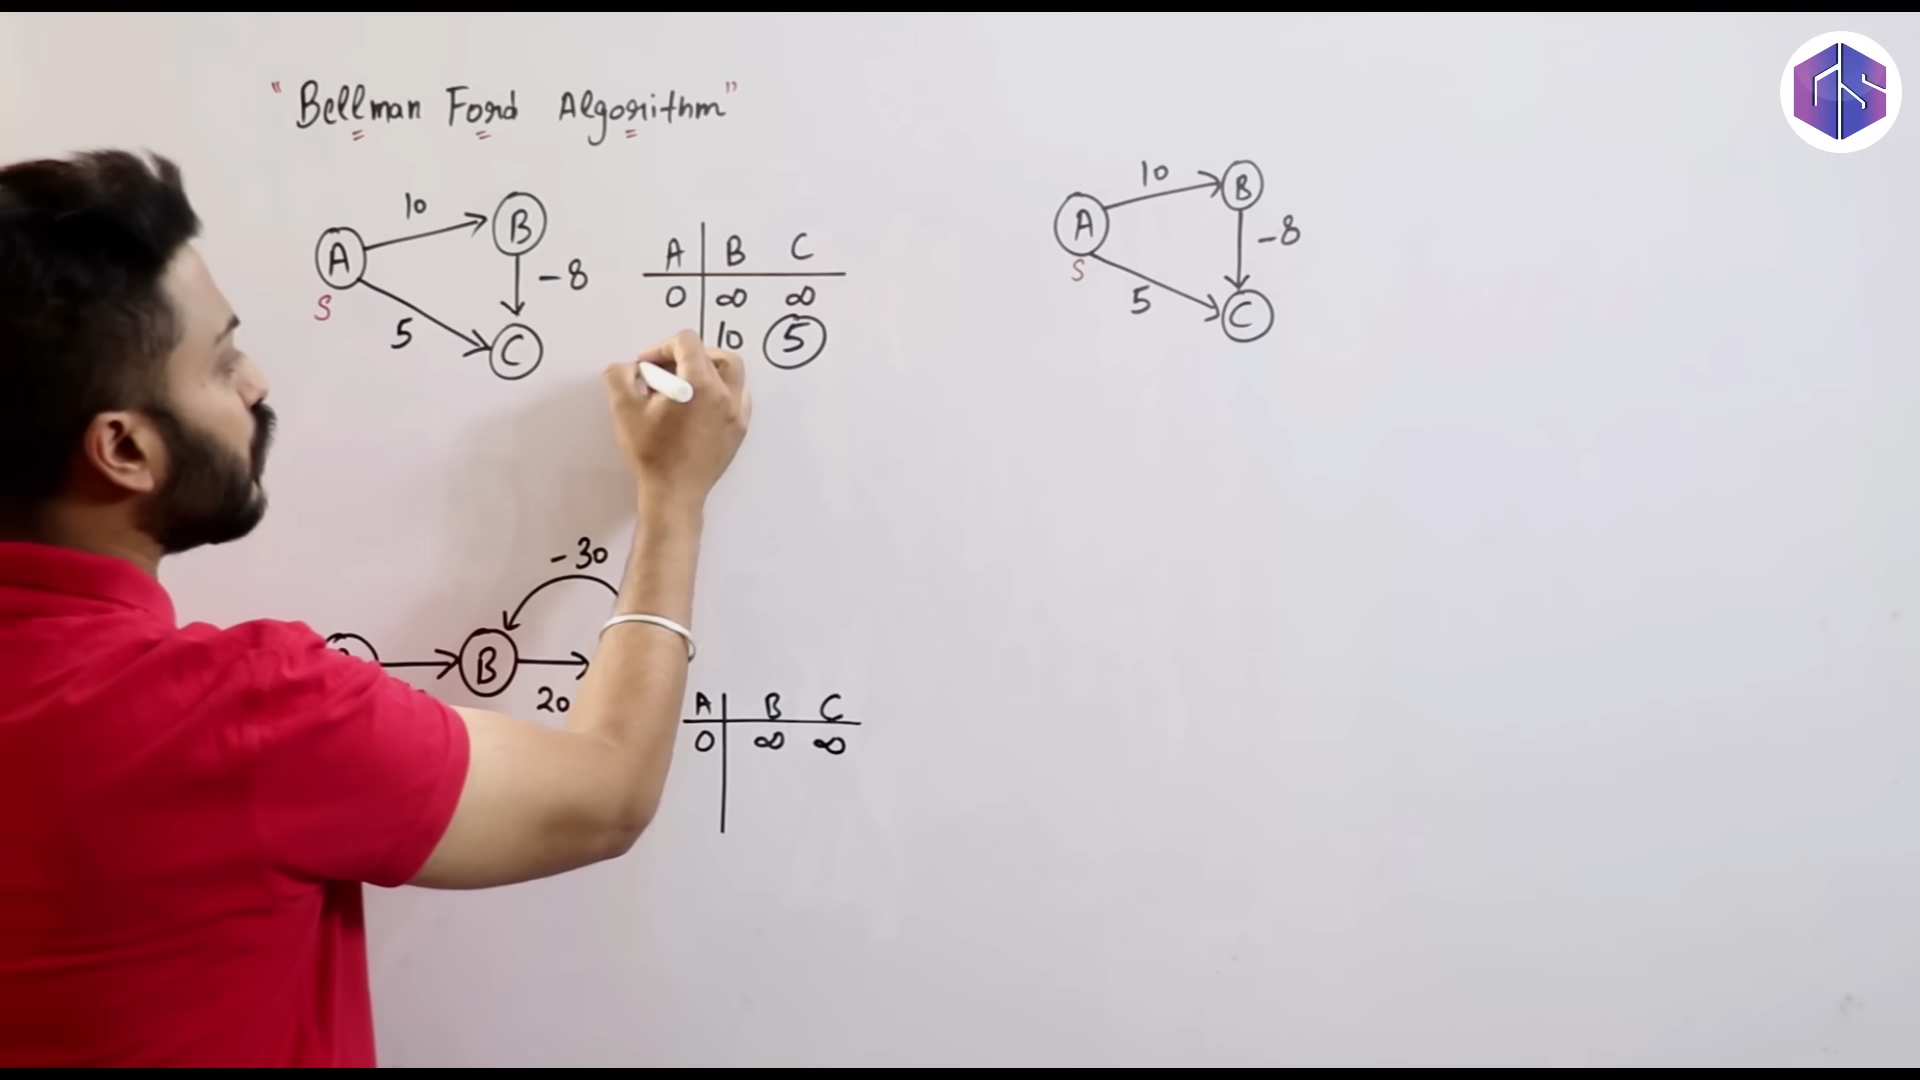 "Bellman Ford Algorithm"
10
A
B
-8
S
5
C
A B C
0 ∞ ∞
10 5
10
A
B
-8
S
5
C
-30
B
20
A B C
0 ∞ ∞